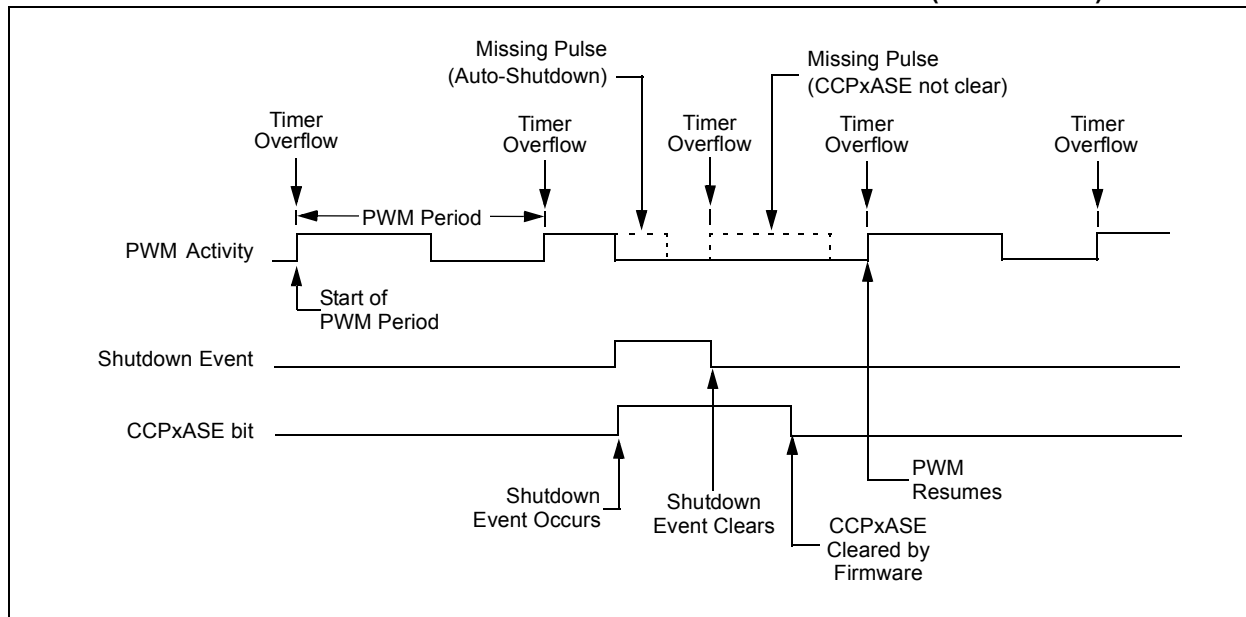 Missing Pulse
(Auto-Shutdown)
Missing Pulse
(CCPxASE not clear)
Timer
Overflow
Timer
Overflow
Timer
Overflow
Timer
Overflow
Timer
Overflow
PWM Period
PWM Activity
Start of
PWM Period
Shutdown Event
CCPxASE bit
Shutdown
Event Occurs
Shutdown
Event Clears
PWM
Resumes
CCPxASE
Cleared by
Firmware